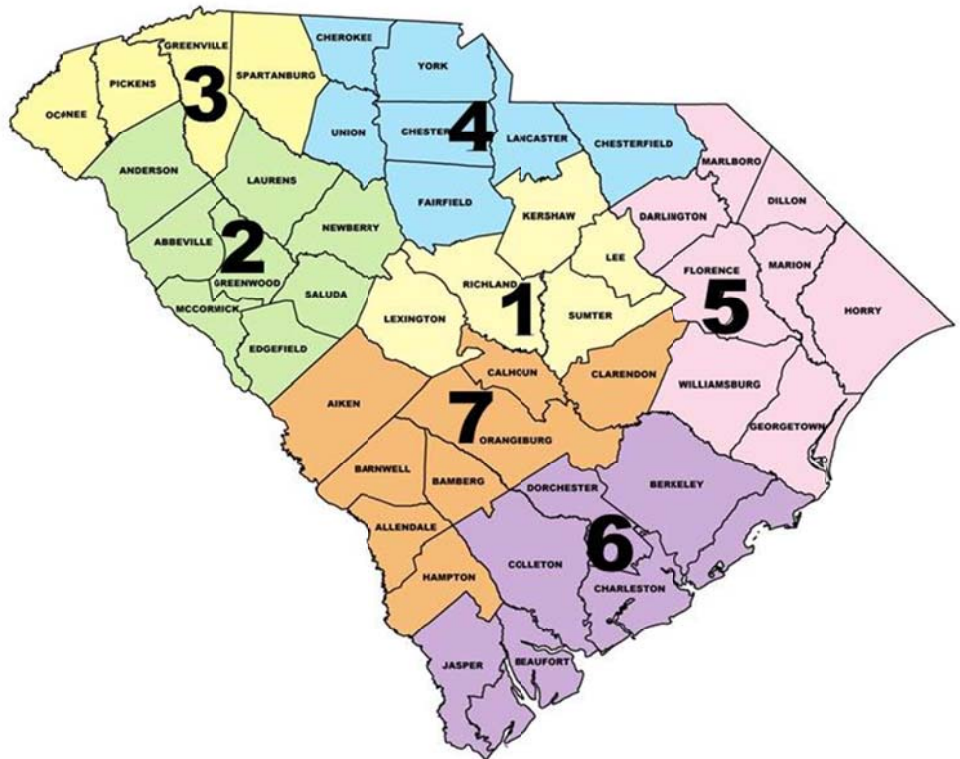 CHEROKEE
GREENVILLE
YORK
SPARTANBURG
PICKENS
3
OCONEE
4
UNION
CHESTER
LANCASTER
CHESTERFIELD
MARLBORO
ANDERSON
LAURENS
DILLON
FAIRFIELD
KERSHAW
DARLINGTON
NEWBERRY
ABBEVILLE
2
LEE
MARION
FLORENCE
GREENWOOD
RICHLAND
SALUDA
5
MCCORMICK
1
HORRY
LEXINGTON
SUMTER
EDGEFIELD
CALHOUN
CLARENDON
WILLIAMSBURG
AIKEN
7
GEORGETOWN
ORANGEBURG
BARNWELL
BAMBERG
DORCHESTER
BERKELEY
ALLENDALE
6
COLLETON
HAMPTON
CHARLESTON
JASPER
BEAUFORT